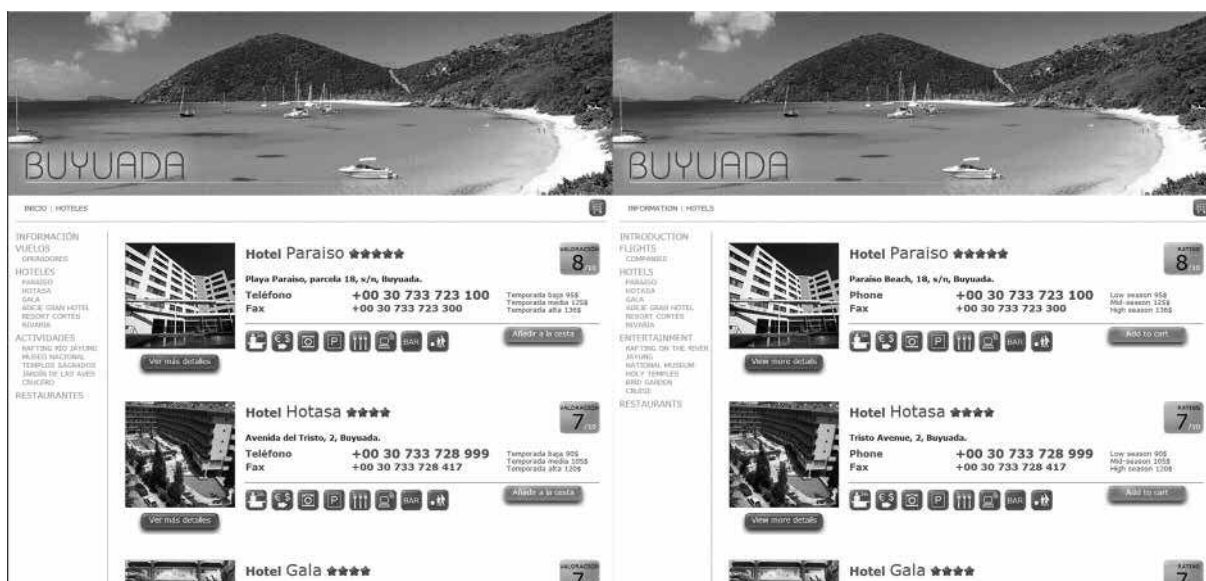 BUYUADA
INICIO | HOTELES
INFORMACIÓN
VUELOS
OPERADORES
HOTELES
PARAISO
HOTASA
GALA
ADEJE GRAN HOTEL
RESORT CORTES
NIVARIA
ACTIVIDADES
RAFTING RÍO JAYUNG
MUSEO NACIONAL
TEMPLOS SAGRADOS
JARDÍN DE LAS AVES
CRUCERO
RESTAURANTES
Hotel Paraiso
VALORACIÓN
8/10
Playa Paraiso, parcela 18, s/n, Buyuada.
Teléfono +00 30 733 723 100
Fax +00 30 733 723 300
Temporada baja 95$
Temporada media 125$
Temporada alta 136$
Añadir a la cesta
€ $
P
BAR
Ver más detalles
Hotel Hotasa
VALORACIÓN
7/10
Avenida del Tristo, 2, Buyuada.
Teléfono +00 30 733 728 999
Fax +00 30 733 728 417
Temporada baja 90$
Temporada media 105$
Temporada alta 120$
Añadir a la cesta
€ $
P
BAR
Ver más detalles
Hotel Gala
VALORACIÓN
7
BUYUADA
INFORMATION | HOTELS
INTRODUCTION
FLIGHTS
COMPANIES
HOTELS
PARAISO
HOTASA
GALA
ADEJE GRAN HOTEL
RESORT CORTES
NIVARIA
ENTERTAINMENT
RAFTING ON THE RIVER
JAYUNG
NATIONAL MUSEUM
HOLY TEMPLES
BIRD GARDEN
CRUISE
RESTAURANTS
Hotel Paraiso
RATING
8/10
Paraiso Beach, 18, s/n, Buyuada.
Phone +00 30 733 723 100
Fax +00 30 733 723 300
Low season 95$
Mid-season 125$
High season 136$
Add to cart
€ $
P
BAR
View more details
Hotel Hotasa
RATING
7/10
Tristo Avenue, 2, Buyuada.
Phone +00 30 733 728 999
Fax +00 30 733 728 417
Low season 90$
Mid-season 105$
High season 120$
Add to cart
€ $
P
BAR
View more details
Hotel Gala
RATING
7